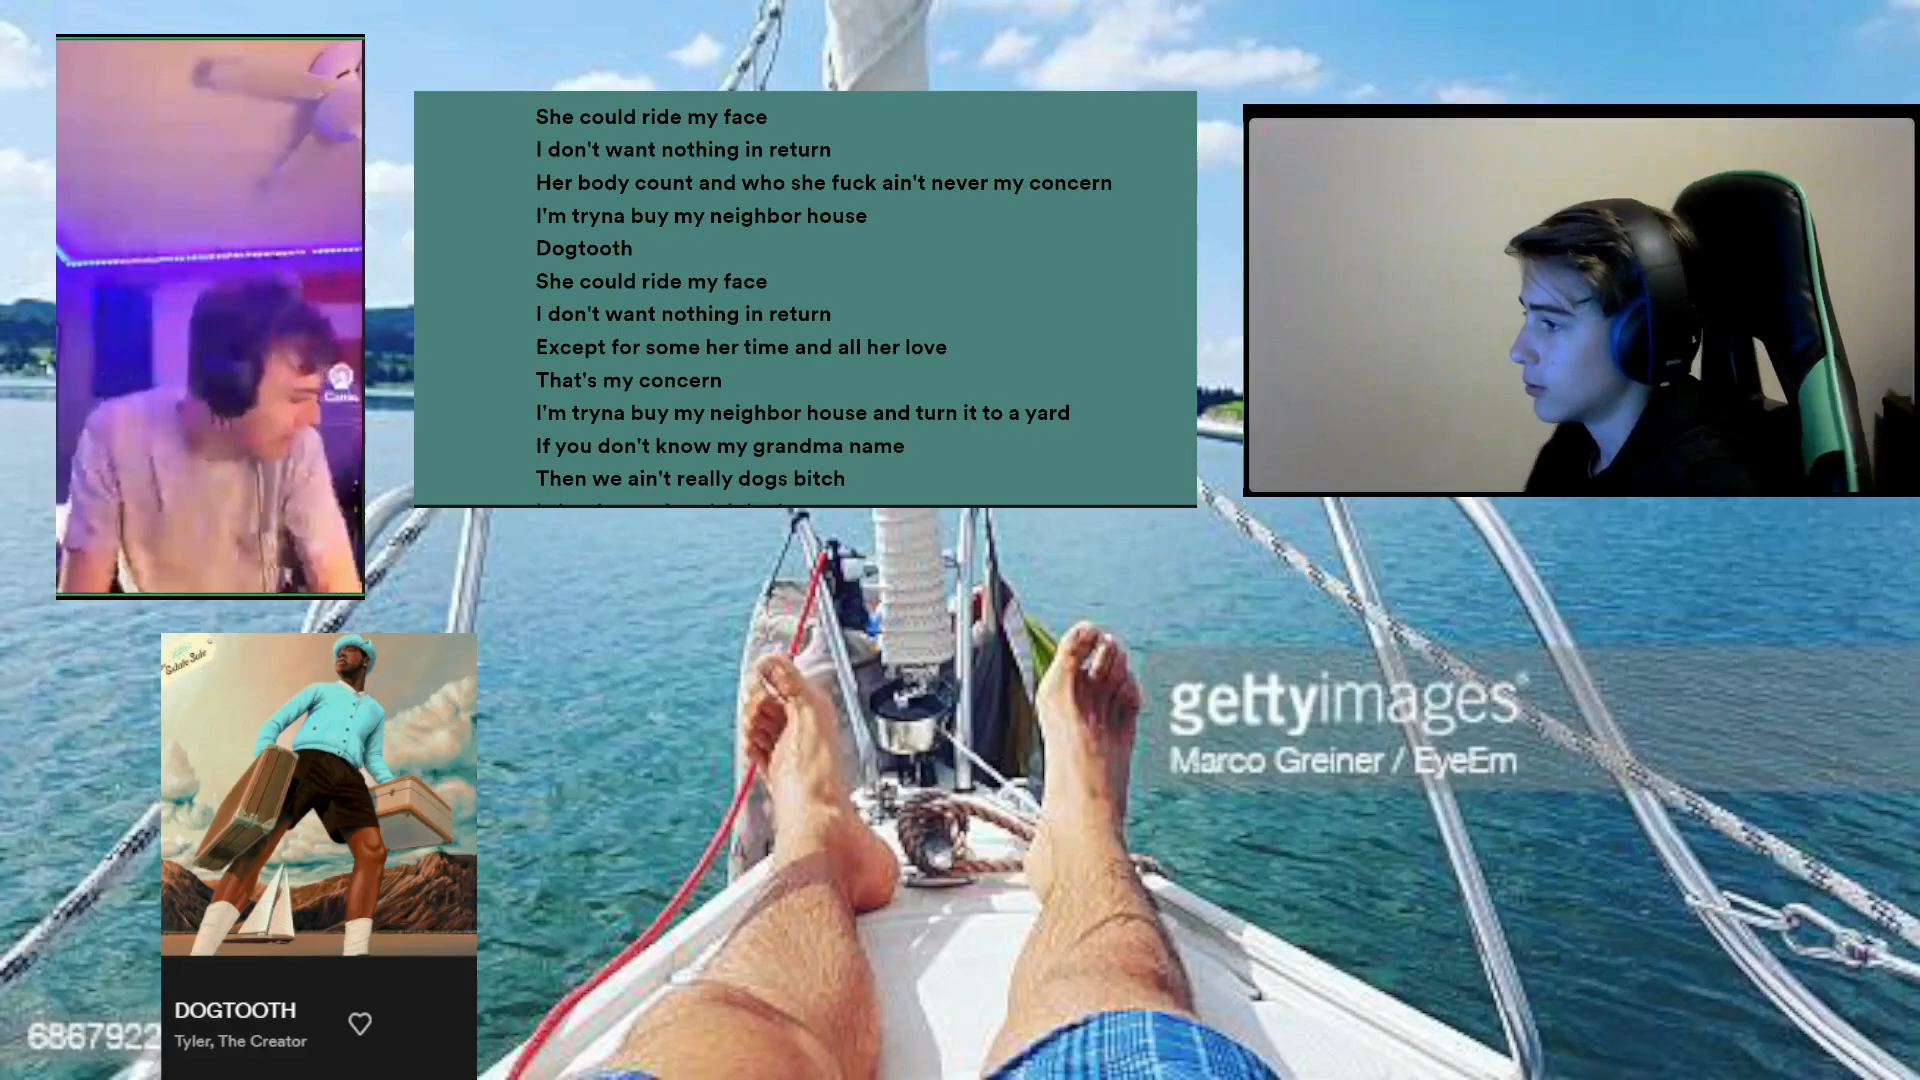 She could ride my face
I don't want nothing in return
Her body count and who she fuck ain't never my concern
I'm tryna buy my neighbor house
Dogtooth
She could ride my face
I don't want nothing in return
Except for some her time and all her love
That's my concern
I'm tryna buy my neighbor house and turn it to a yard
If you don't know my grandma name
Then we ain't really dogs bitch
Estate Sale
gettyimages®
Marco Greiner / EyeEm
DOGTOOTH
Tyler, The Creator
6867922